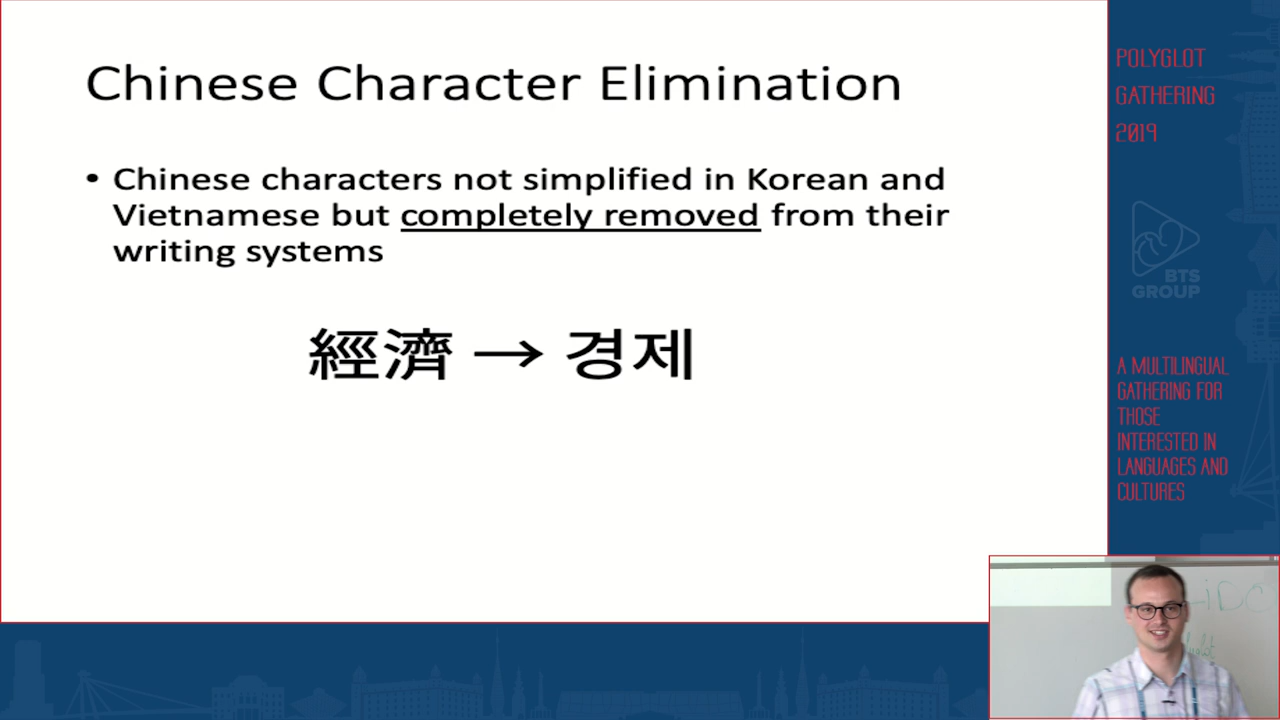 Chinese Character Elimination
• Chinese characters not simplified in Korean and
Vietnamese but completely removed from their
writing systems
經濟 → 경제
POLYGLOT
GATHERING
2019
BTS
GROUP
A MULTILINGUAL
GATHERING FOR
THOSE
INTERESTED IN
LANGUAGES AND
CULTURES